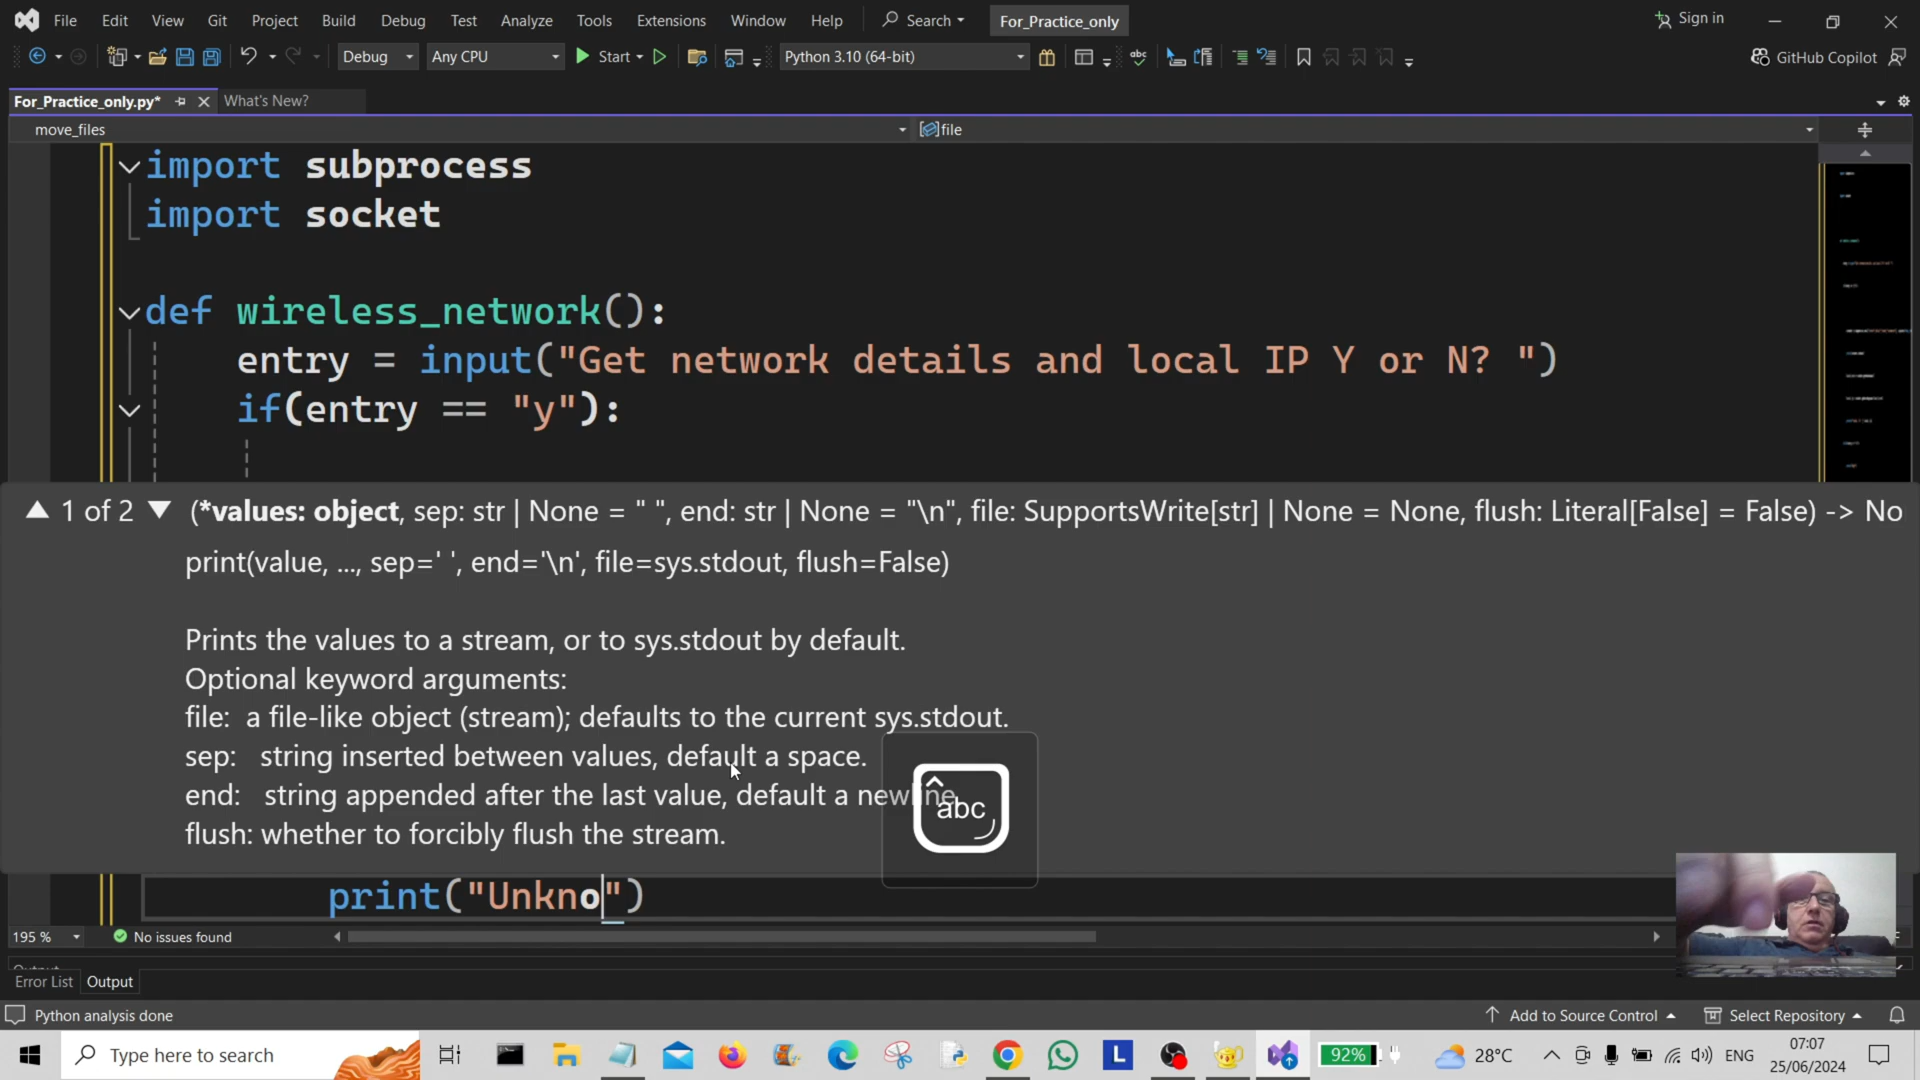 File Edit View Git Project Build Debug Test Analyze Tools Extensions Window Help Search For_Practice_only Sign in
Debug Any CPU Start Python 3.10 (64-bit) abc GitHub Copilot
For_Practice_only.py* What's New?
move_files file
import subprocess
import socket
def wireless_network():
entry = input("Get network details and local IP Y or N? ")
if(entry == "y"):
1 of 2 (*values: object, sep: str | None = " ", end: str | None = "\n", file: SupportsWrite[str] | None = None, flush: Literal[False] = False) -> No
print(value, ..., sep=' ', end='\n', file=sys.stdout, flush=False)
Prints the values to a stream, or to sys.stdout by default.
Optional keyword arguments:
file: a file-like object (stream); defaults to the current sys.stdout.
sep: string inserted between values, default a space.
end: string appended after the last value, default a newline.
flush: whether to forcibly flush the stream.
abc
print("Unkno")
195 % No issues found
Error List Output
Python analysis done Add to Source Control Select Repository
Type here to search L 92% 28°C ENG 07:07
25/06/2024